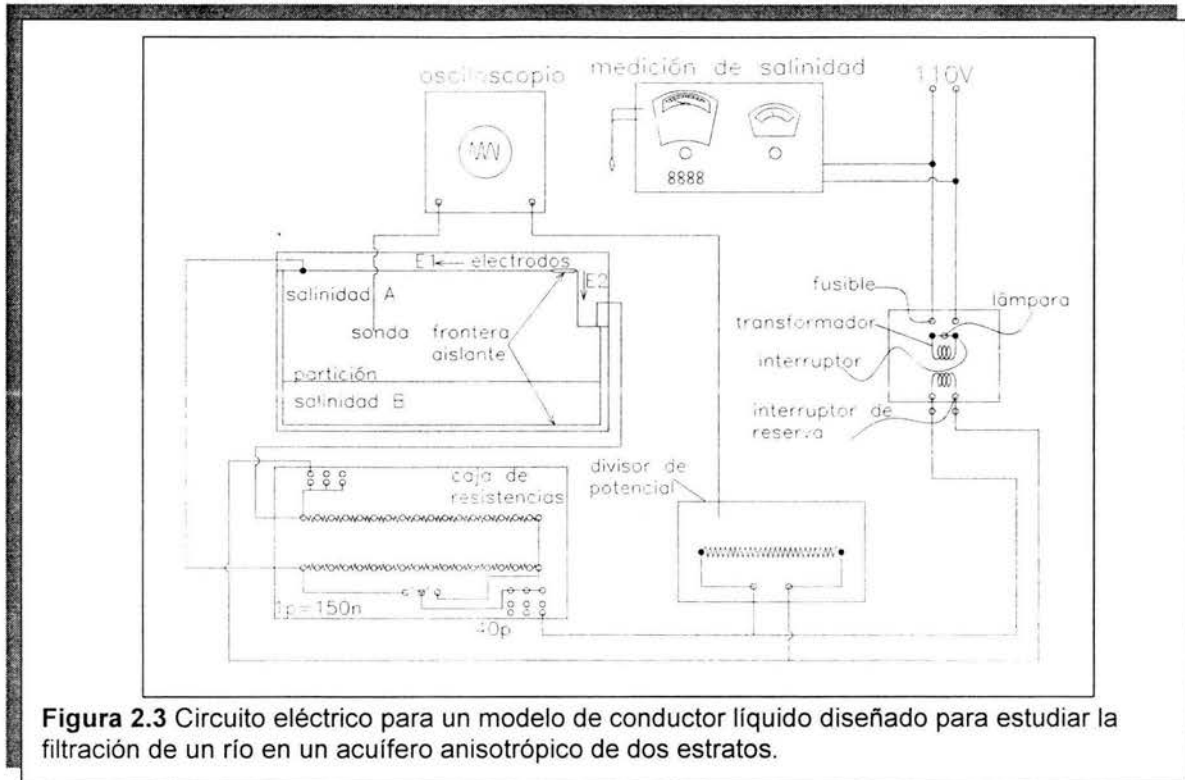 osciloscopio
medición de salinidad
110V
8888
E1
electrodos
E2
salinidad A
sonda
frontera
aislante
partición
salinidad B
fusible
lâmpara
transformador
interruptor
interruptor de
reserva
caja de
resistencias
divisor de
potencial
1p=150n
40p
Figura 2.3 Circuito eléctrico para un modelo de conductor líquido diseñado para estudiar la
filtración de un río en un acuífero anisotrópico de dos estratos.